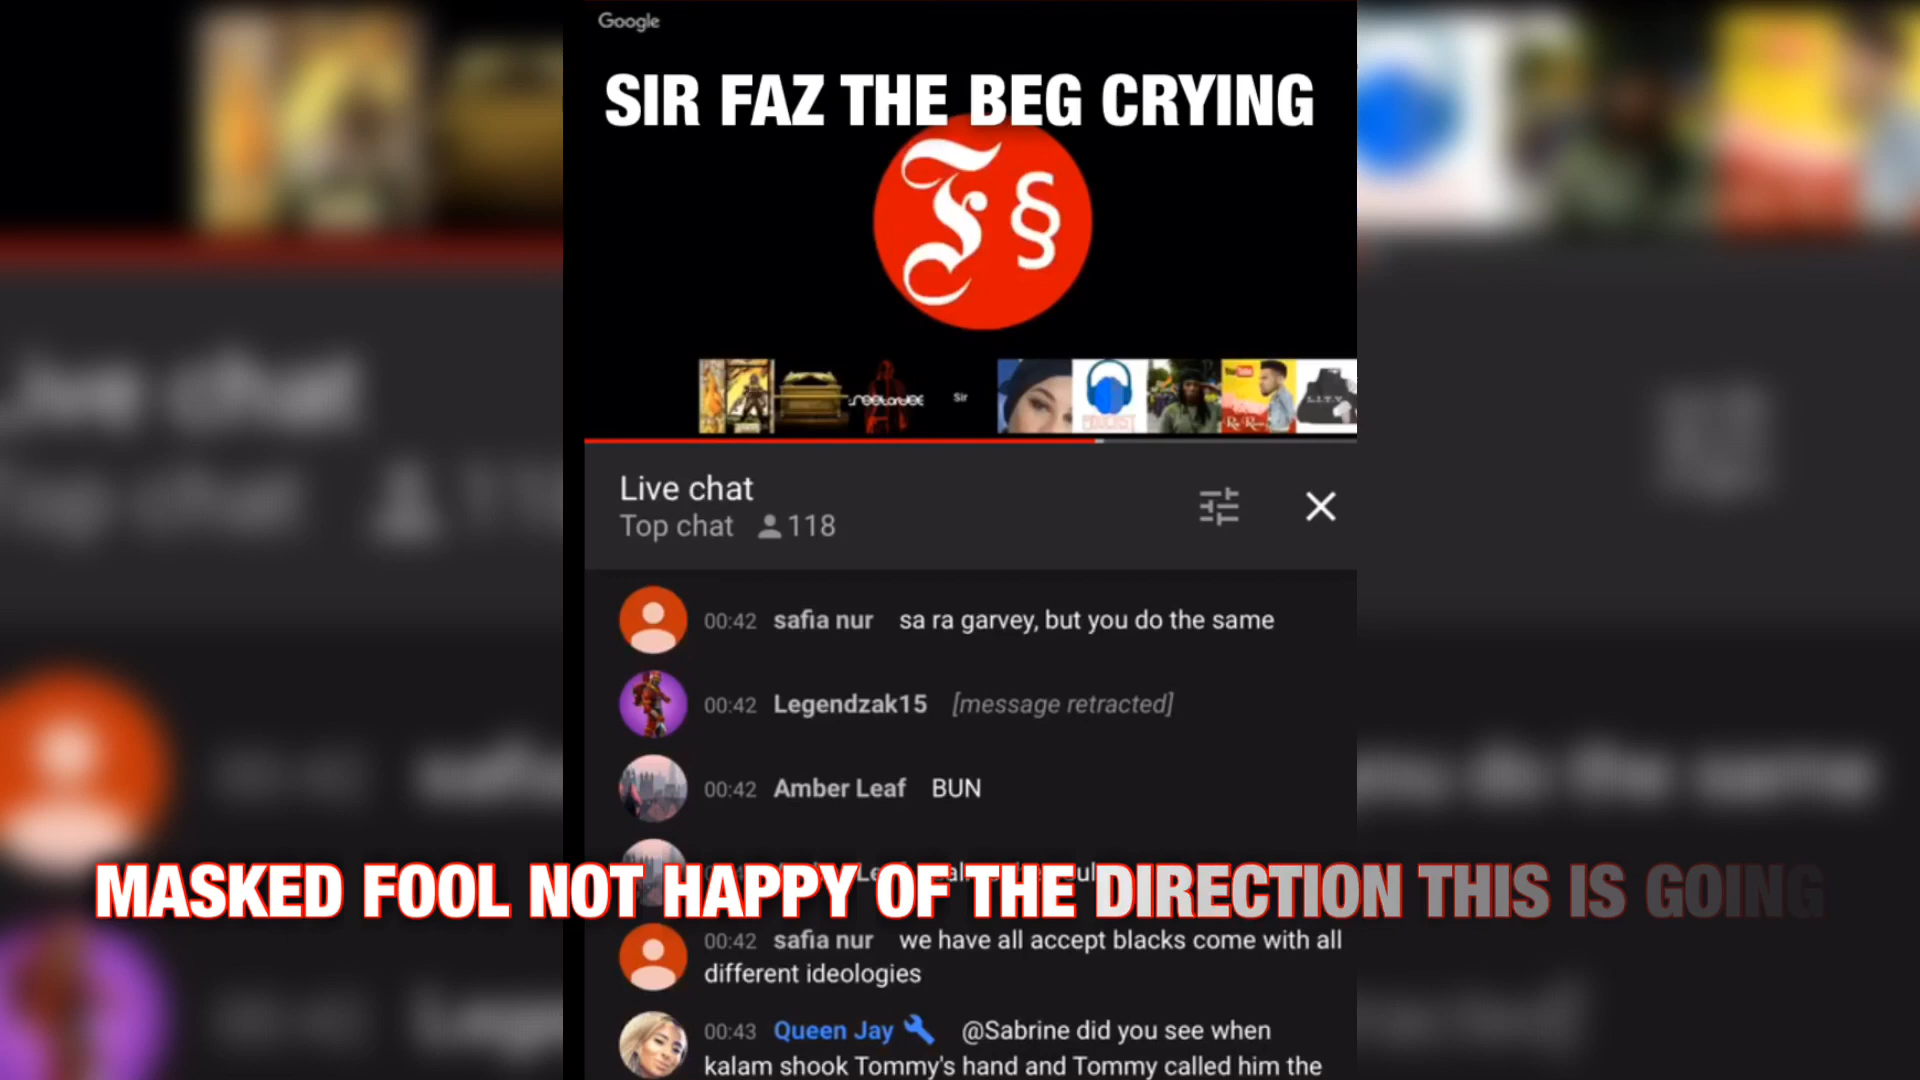 Google
SIR FAZ THE BEG CRYING
F §
Sir
PODCAST
YouTube
L.I.T.Y
Live chat
Top chat 118
00:42 safia nur sa ra garvey, but you do the same
00:42 Legendzak15 [message retracted]
00:42 Amber Leaf BUN
MASKED FOOL NOT HAPPY OF THE DIRECTION THIS IS GOING
00:42 safia nur we have all accept blacks come with all
different ideologies
00:43 Queen Jay @Sabrine did you see when
kalam shook Tommy's hand and Tommy called him the